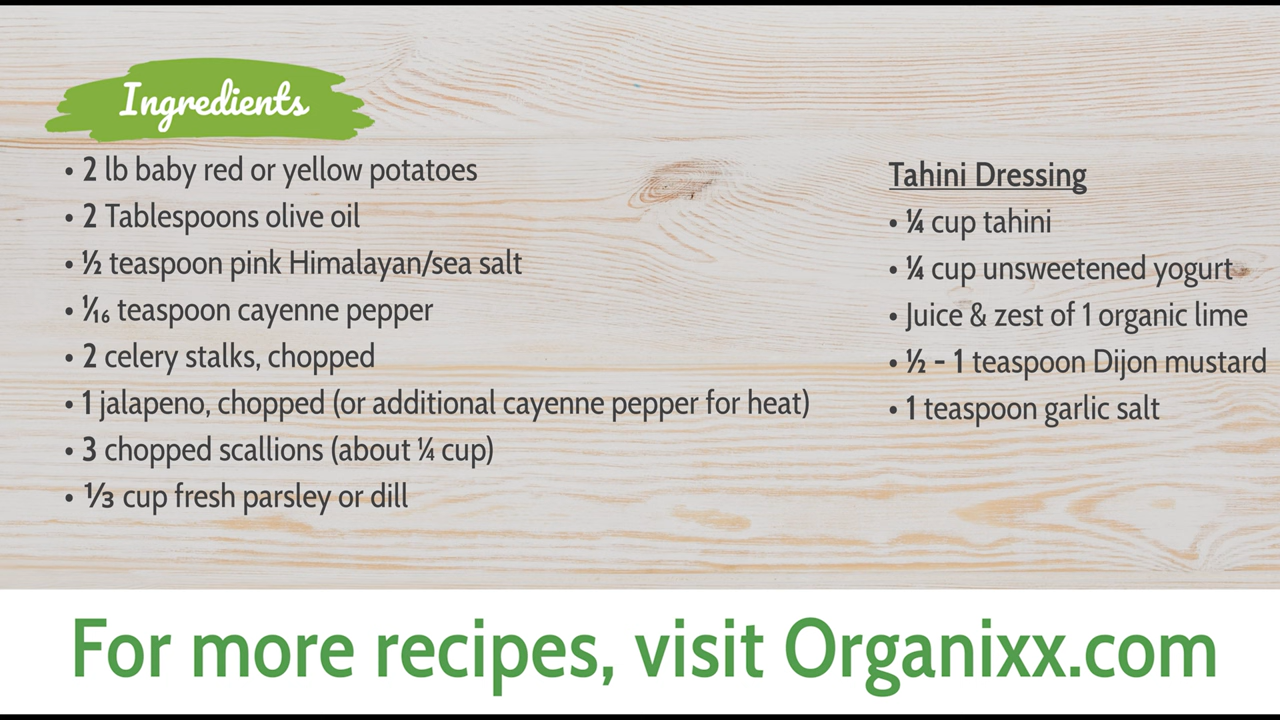 Ingredients
• 2 lb baby red or yellow potatoes
• 2 Tablespoons olive oil
• ½ teaspoon pink Himalayan/sea salt
• ¹⁄₁₆ teaspoon cayenne pepper
• 2 celery stalks, chopped
• 1 jalapeno, chopped (or additional cayenne pepper for heat)
• 3 chopped scallions (about ¼ cup)
• ⅓ cup fresh parsley or dill
Tahini Dressing
• ¼ cup tahini
• ¼ cup unsweetened yogurt
• Juice & zest of 1 organic lime
• ½ - 1 teaspoon Dijon mustard
• 1 teaspoon garlic salt
For more recipes, visit Organixx.com